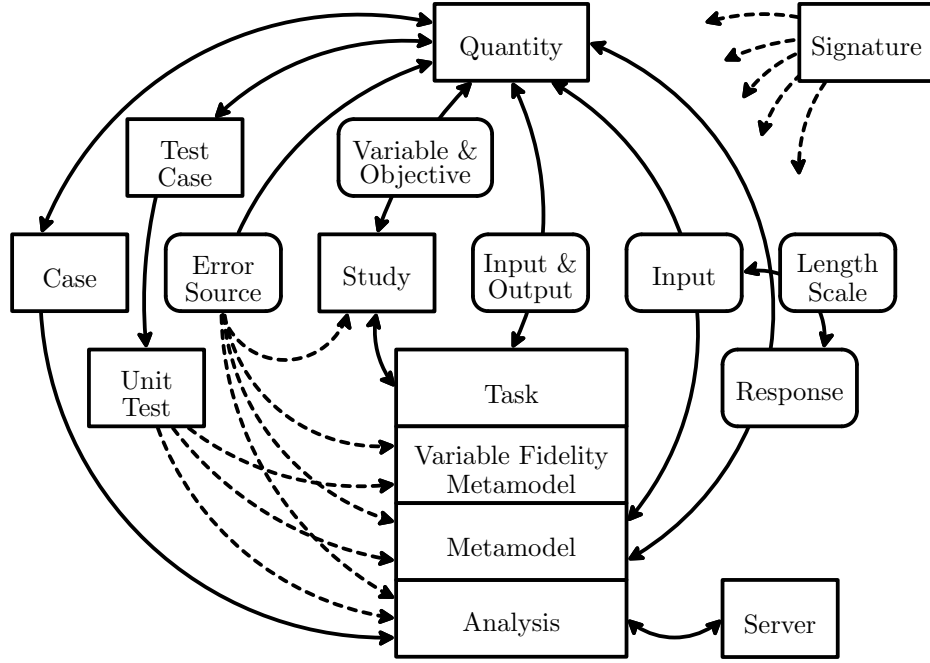 Quantity
Signature
Test
Case
Variable &
Objective
Case
Error
Source
Study
Input &
Output
Input
Length
Scale
Unit
Test
Task
Response
Variable Fidelity
Metamodel
Metamodel
Analysis
Server